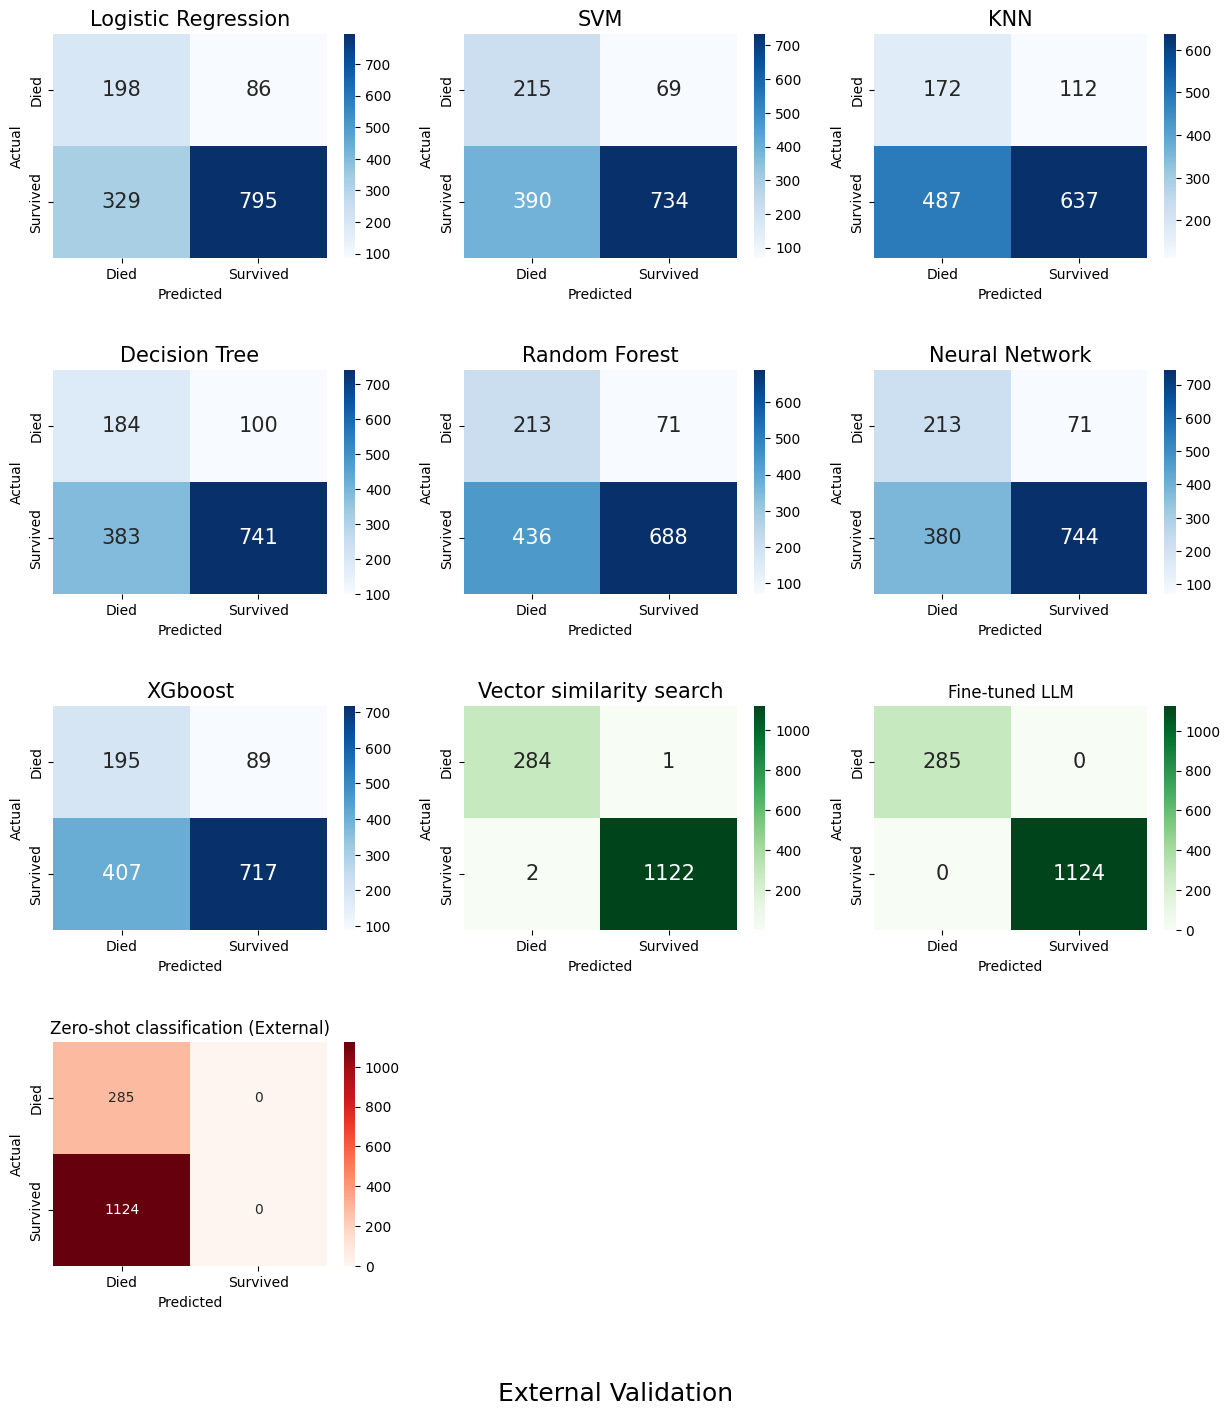 Logistic Regression
Died
198
86
700
600
500
400
300
200
100
Actual
Survived
329
795
Died
Survived
Predicted
SVM
Died
215
69
700
600
500
400
300
200
100
Actual
Survived
390
734
Died
Survived
Predicted
KNN
Died
172
112
600
500
400
300
200
Actual
Survived
487
637
Died
Survived
Predicted
Decision Tree
Died
184
100
700
600
500
400
300
200
100
Actual
Survived
383
741
Died
Survived
Predicted
Random Forest
Died
213
71
600
500
400
300
200
100
Actual
Survived
436
688
Died
Survived
Predicted
Neural Network
Died
213
71
700
600
500
400
300
200
100
Actual
Survived
380
744
Died
Survived
Predicted
XGboost
Died
195
89
700
600
500
400
300
200
100
Actual
Survived
407
717
Died
Survived
Predicted
Vector similarity search
Died
284
1
1000
800
600
400
200
Actual
Survived
2
1122
Died
Survived
Predicted
Fine-tuned LLM
Died
285
0
1000
800
600
400
200
0
Actual
Survived
0
1124
Died
Survived
Predicted
Zero-shot classification (External)
Died
285
0
1000
800
600
400
200
0
Actual
Survived
1124
0
Died
Survived
Predicted
External Validation